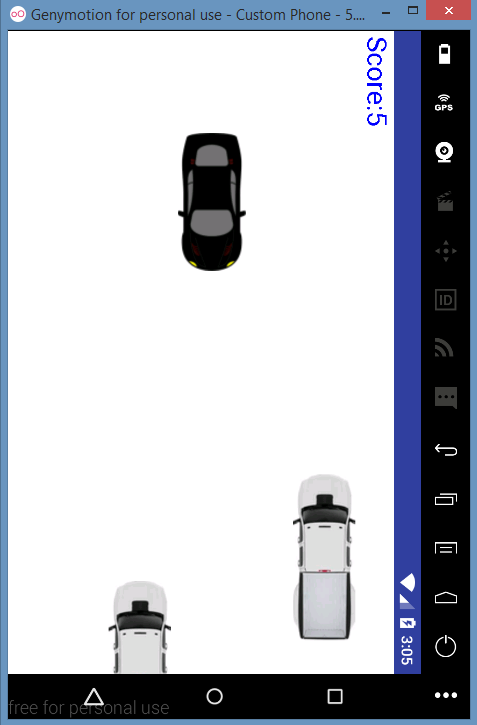 Genymotion for personal use - Custom Phone - 5....
Score:5
GPS
ID
3:05
free for personal use